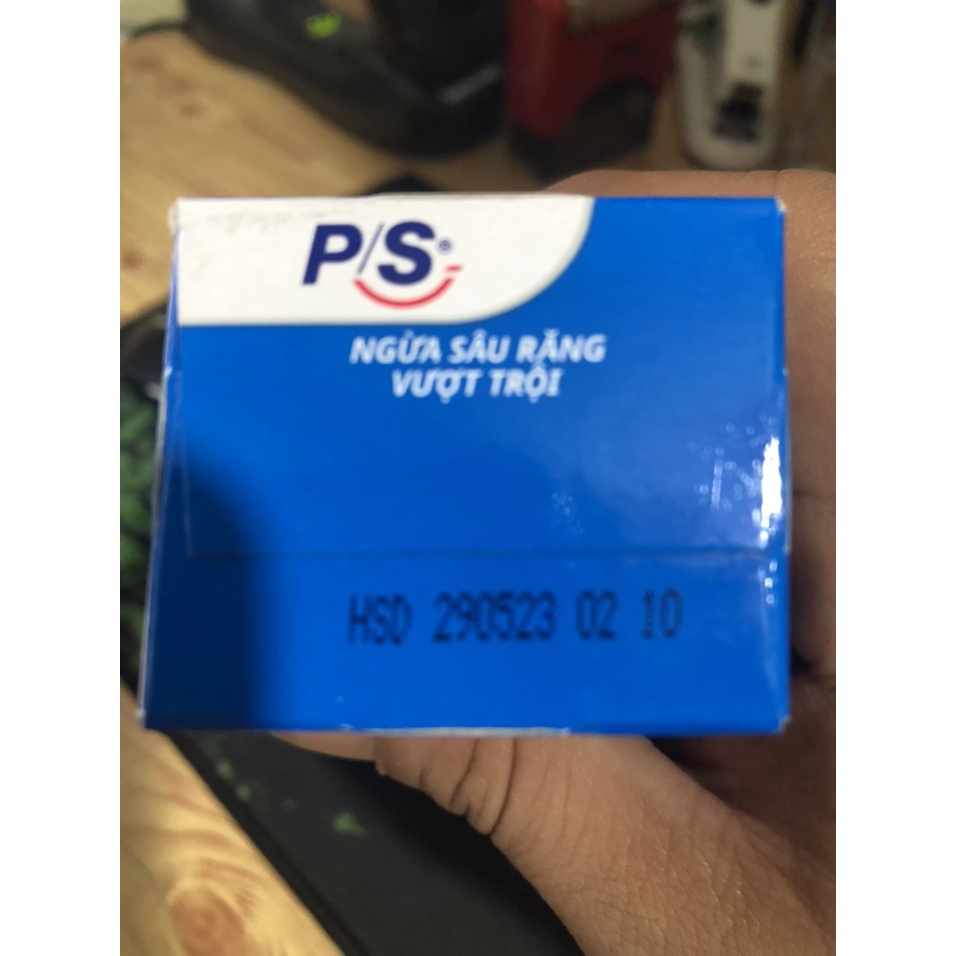 P/S®
NGỪA SÂU RĂNG
VƯỢT TRỘI
HSD 290523 02 10